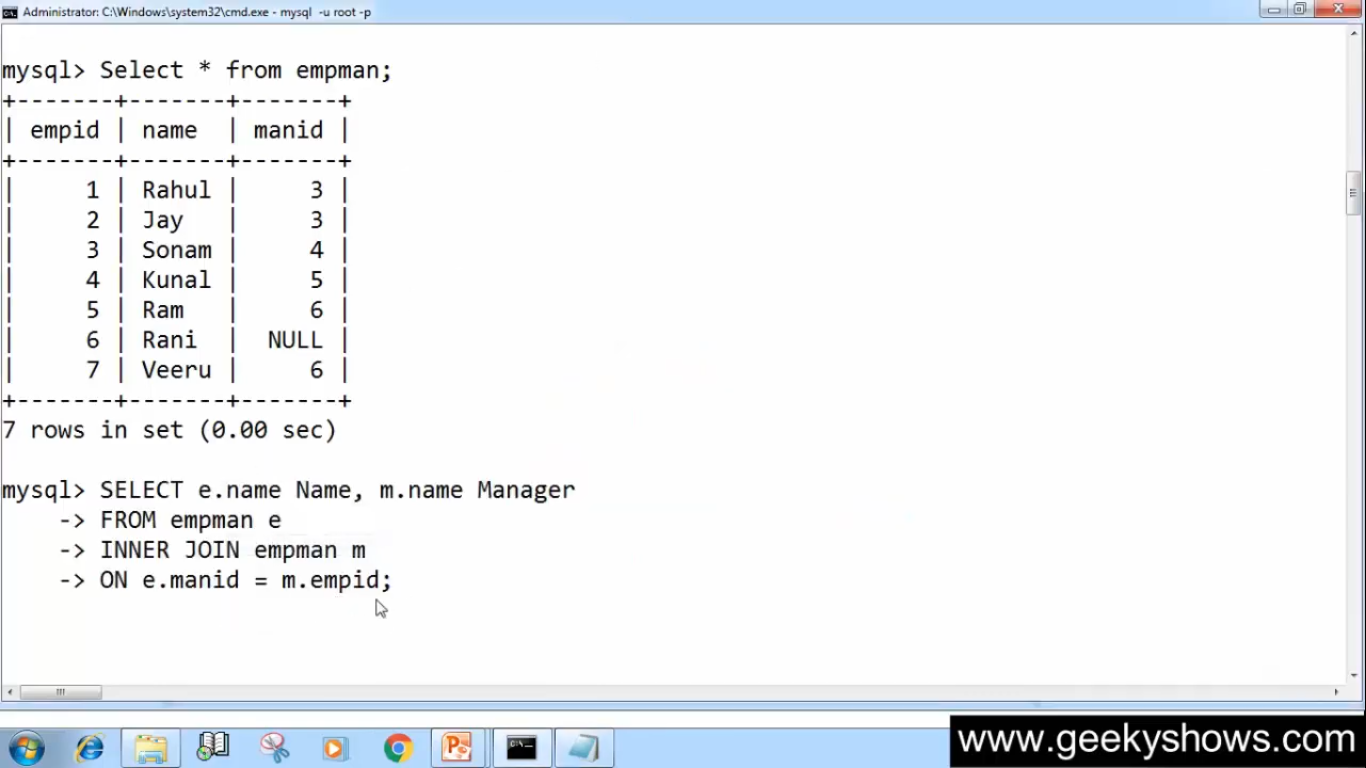 Administrator: C:\Windows\system32\cmd.exe - mysql -u root -p
mysql> Select * from empman;
+-------+-------+-------+
| empid | name  | manid |
+-------+-------+-------+
|     1 | Rahul |     3 |
|     2 | Jay   |     3 |
|     3 | Sonam |     4 |
|     4 | Kunal |     5 |
|     5 | Ram   |     6 |
|     6 | Rani  |  NULL |
|     7 | Veeru |     6 |
+-------+-------+-------+
7 rows in set (0.00 sec)
mysql> SELECT e.name Name, m.name Manager
    -> FROM empman e
    -> INNER JOIN empman m
    -> ON e.manid = m.empid;
www.geekyshows.com